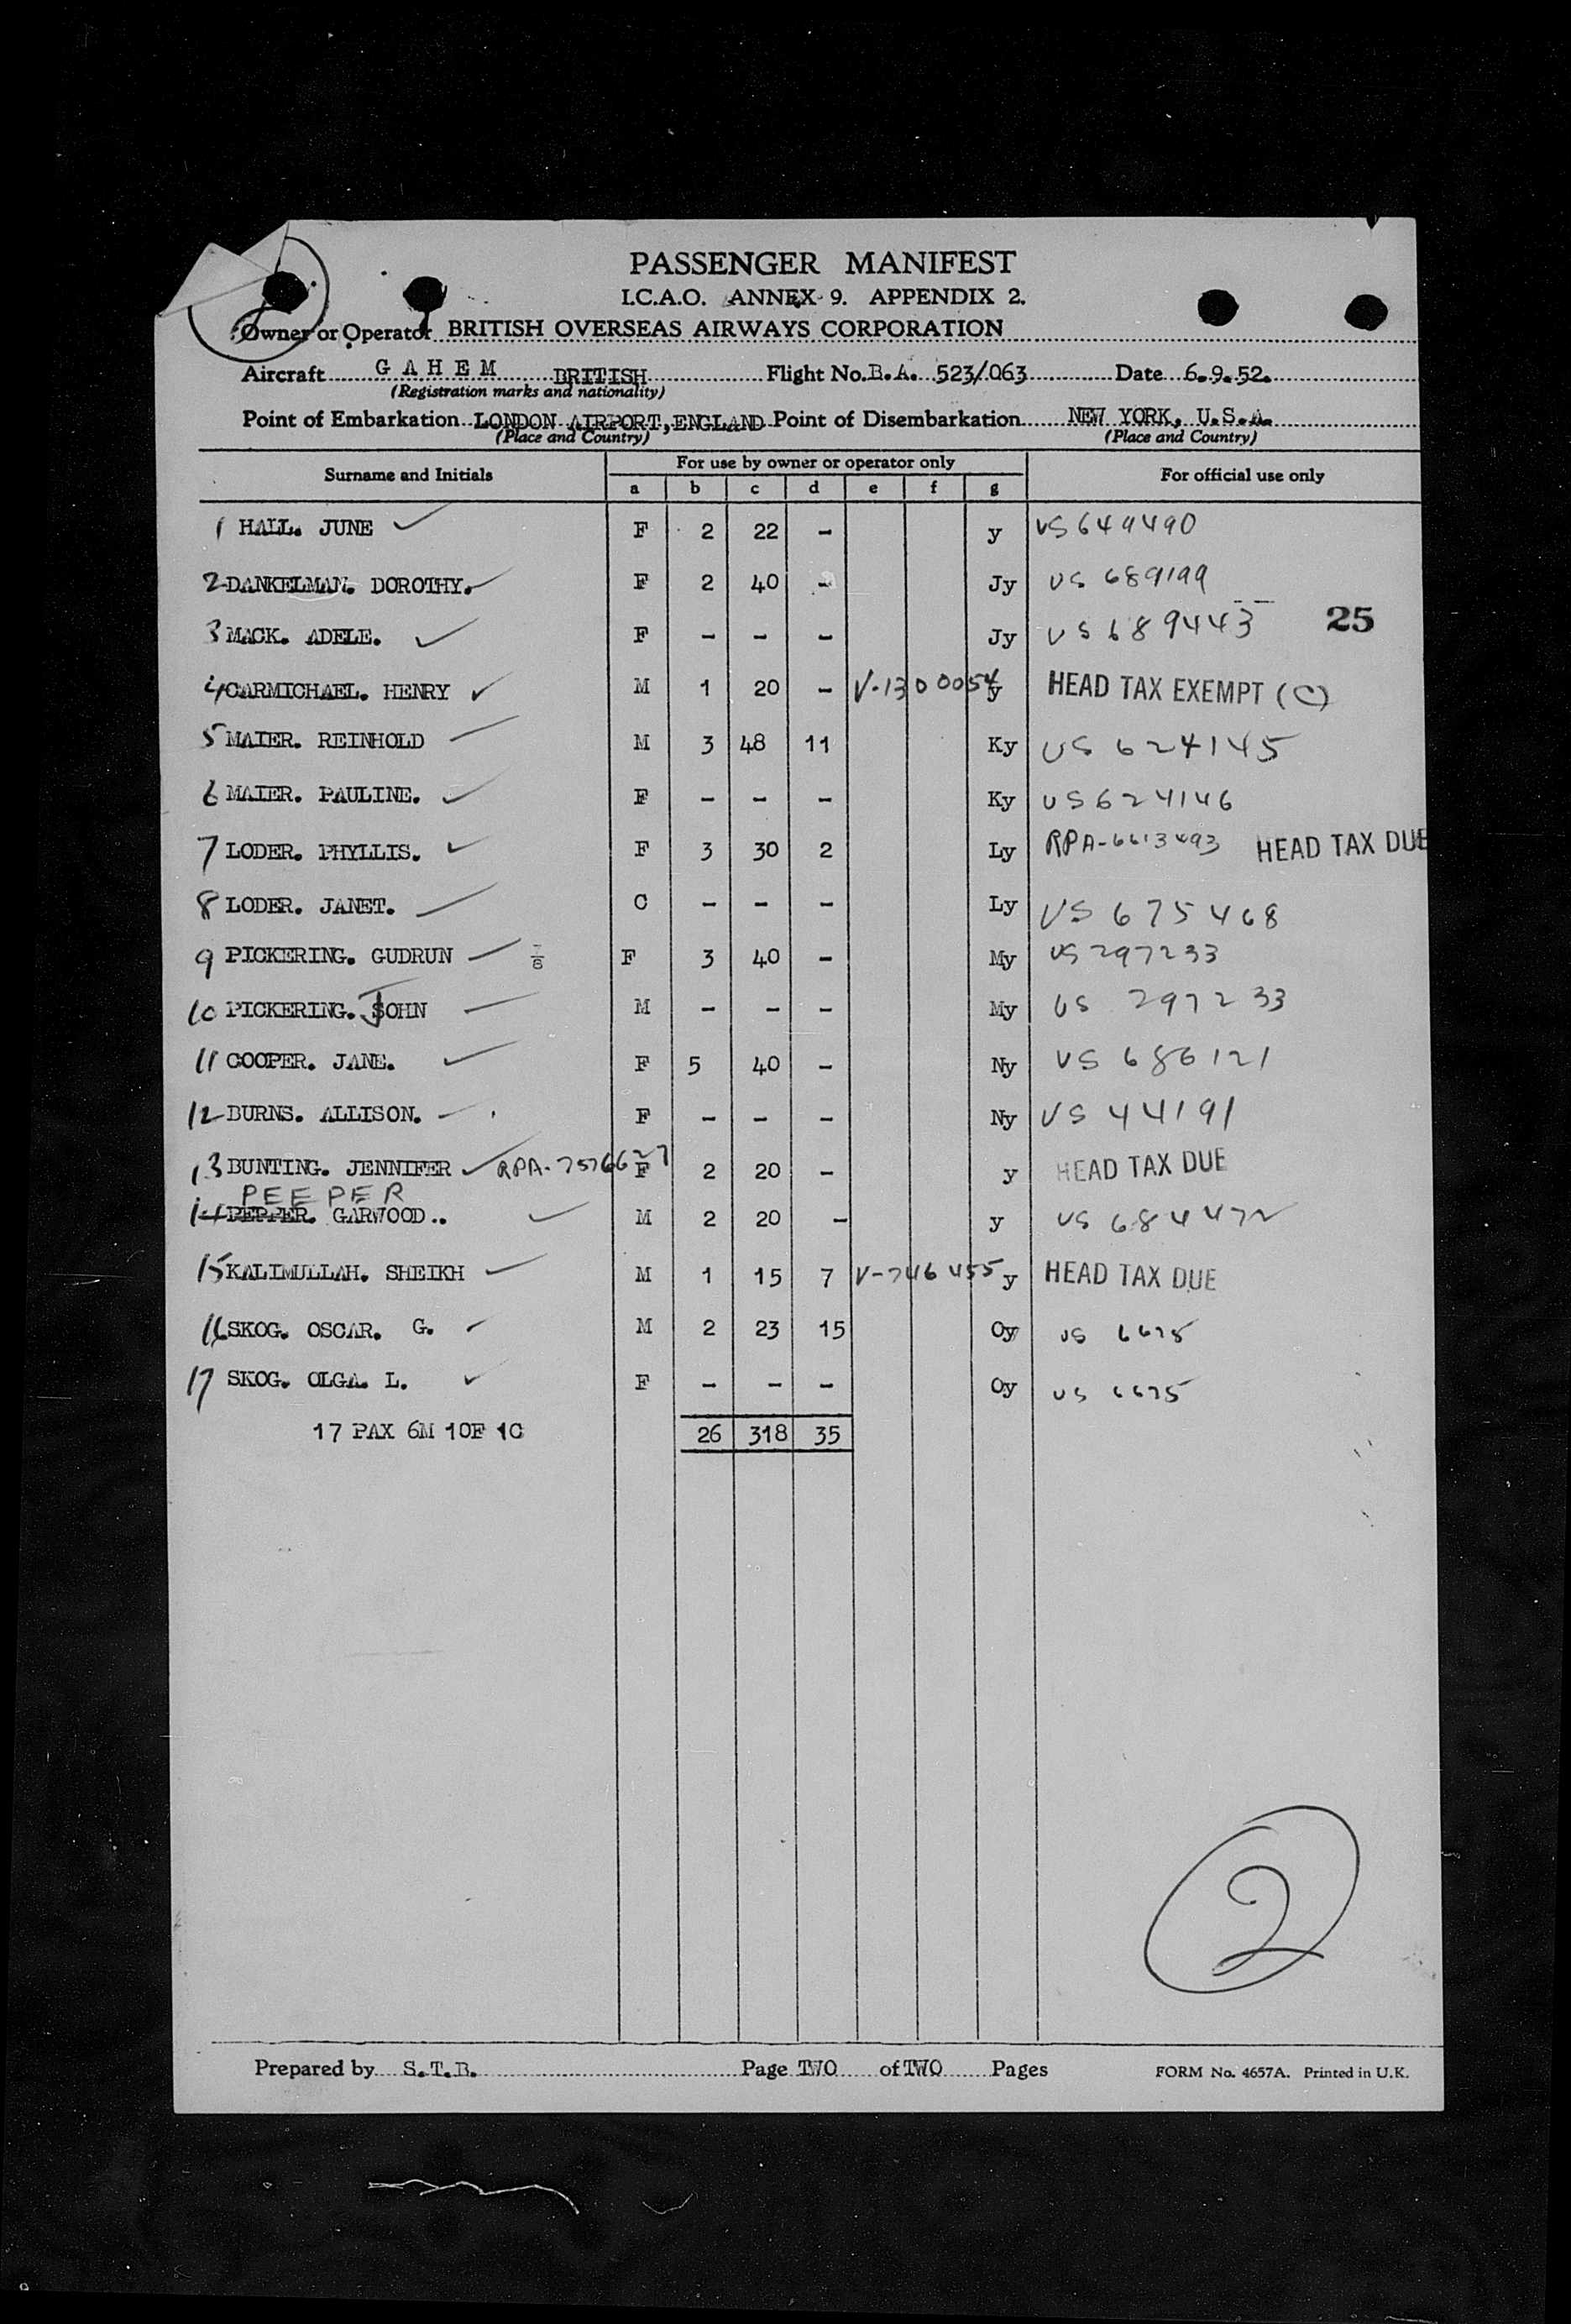 PASSENGER MANIFEST
I.C.A.O. ANNEX 9. APPENDIX 2.
Owner or Operator BRITISH OVERSEAS AIRWAYS CORPORATION
Aircraft G A H E M BRITISH Flight No. B.A. 523/063 Date 6.9.52.
(Registration marks and nationality)
Point of Embarkation LONDON AIRPORT, ENGLAND Point of Disembarkation NEW YORK, U.S.A.
(Place and Country) (Place and Country)
Surname and Initials For use by owner or operator only For official use only
a b c d e f g
1 HALL. JUNE F 2 22 - y US 649490
2 DANKELMAN. DOROTHY. F 2 40 - Jy US 689199
3 MACK. ADELE. F - - - Jy US 689443 25
4 CARMICHAEL. HENRY M 1 20 - V-1300054 y HEAD TAX EXEMPT (C)
5 MAIER. REINHOLD M 3 48 11 Ky US 624145
6 MAIER. PAULINE. F - - - Ky US 624146
7 LODER. PHYLLIS. F 3 30 2 Ly RPA-6613493 HEAD TAX DUE
8 LODER. JANET. C - - - Ly US 675468
9 PICKERING. GUDRUN 7/8 F 3 40 - My US 297233
10 PICKERING. JOHN M - - - My US 297233
11 COOPER. JANE. F 5 40 - Ny US 686121
12 BURNS. ALLISON. F - - - Ny US 44191
13 BUNTING. JENNIFER RPA-7576627 F 2 20 - y HEAD TAX DUE
PEEPER
14 PEPPER. GARWOOD.. M 2 20 - y US 684472
15 KALIMULLAH. SHEIKH M 1 15 7 V-746455 y HEAD TAX DUE
16 SKOG. OSCAR. G. M 2 23 15 Oy US 6675
17 SKOG. OLGA. L. F - - - Oy US 6675
17 PAX 6M 10F 1C 26 318 35
2
Prepared by S.T.B. Page TWO of TWO Pages FORM No. 4657A. Printed in U.K.